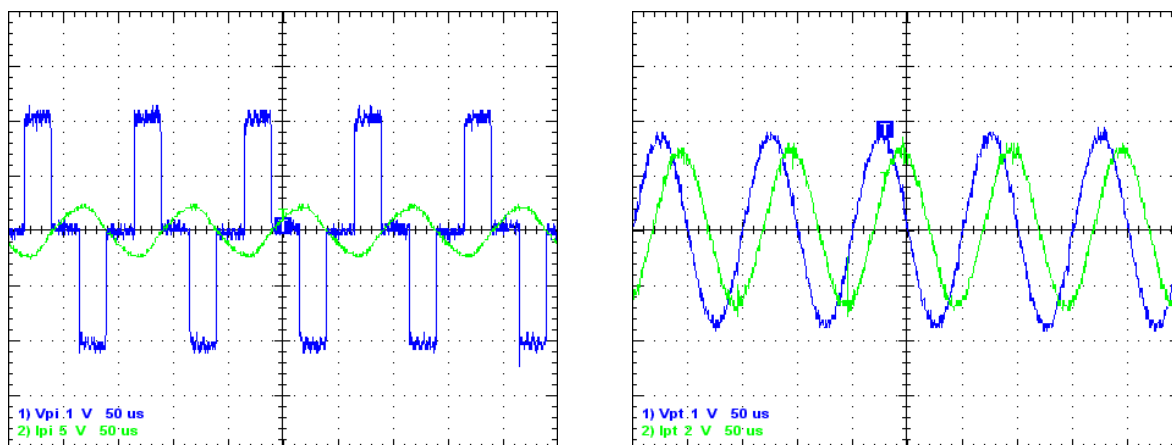 1) Vpi 1 V 50 us
2) Ipi 5 V 50 us
T
1) Vpt 1 V 50 us
2) Ipt 2 V 50 us